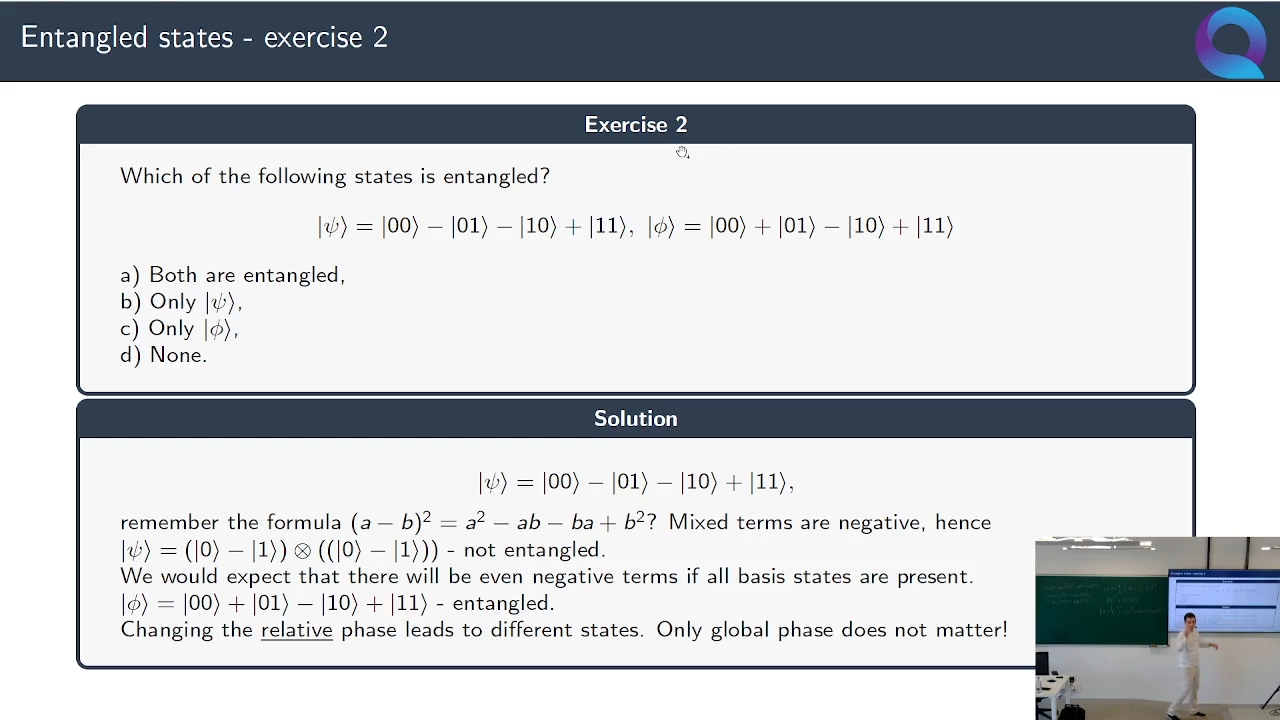 Entangled states - exercise 2
Exercise 2
Which of the following states is entangled?
|ψ⟩ = |00⟩ − |01⟩ − |10⟩ + |11⟩, |ϕ⟩ = |00⟩ + |01⟩ − |10⟩ + |11⟩
a) Both are entangled,
b) Only |ψ⟩,
c) Only |ϕ⟩,
d) None.
Solution
|ψ⟩ = |00⟩ − |01⟩ − |10⟩ + |11⟩,
remember the formula (a − b)² = a² − ab − ba + b²? Mixed terms are negative, hence
|ψ⟩ = (|0⟩ − |1⟩) ⊗ ((|0⟩ − |1⟩)) - not entangled.
We would expect that there will be even negative terms if all basis states are present.
|ϕ⟩ = |00⟩ + |01⟩ − |10⟩ + |11⟩ - entangled.
Changing the relative phase leads to different states. Only global phase does not matter!